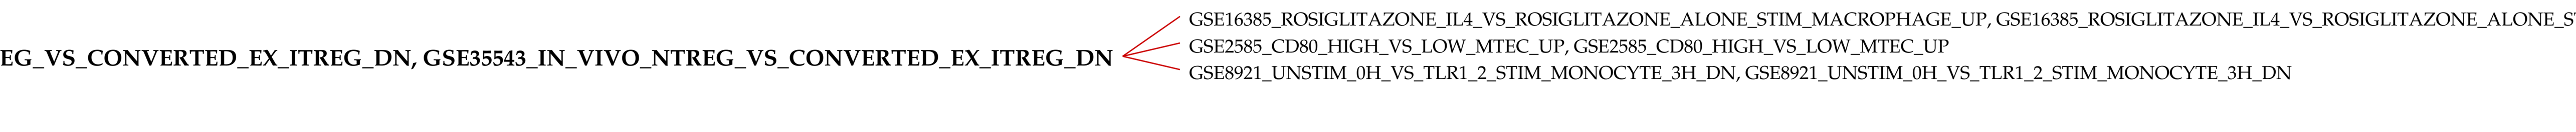 GSE16385_ROSIGLITAZONE_IL4_VS_ROSIGLITAZONE_ALONE_STIM_MACROPHAGE_UP, GSE16385_ROSIGLITAZONE_IL4_VS_ROSIGLITAZONE_ALONE_S
EG_VS_CONVERTED_EX_ITREG_DN, GSE35543_IN_VIVO_NTREG_VS_CONVERTED_EX_ITREG_DN
GSE2585_CD80_HIGH_VS_LOW_MTEC_UP, GSE2585_CD80_HIGH_VS_LOW_MTEC_UP
GSE8921_UNSTIM_0H_VS_TLR1_2_STIM_MONOCYTE_3H_DN, GSE8921_UNSTIM_0H_VS_TLR1_2_STIM_MONOCYTE_3H_DN